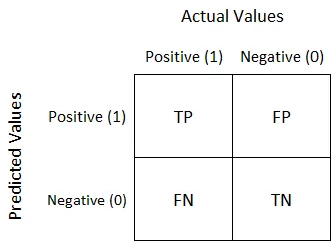 Actual Values
Positive (1) Negative (0)
Predicted Values
Positive (1) TP FP
Negative (0) FN TN